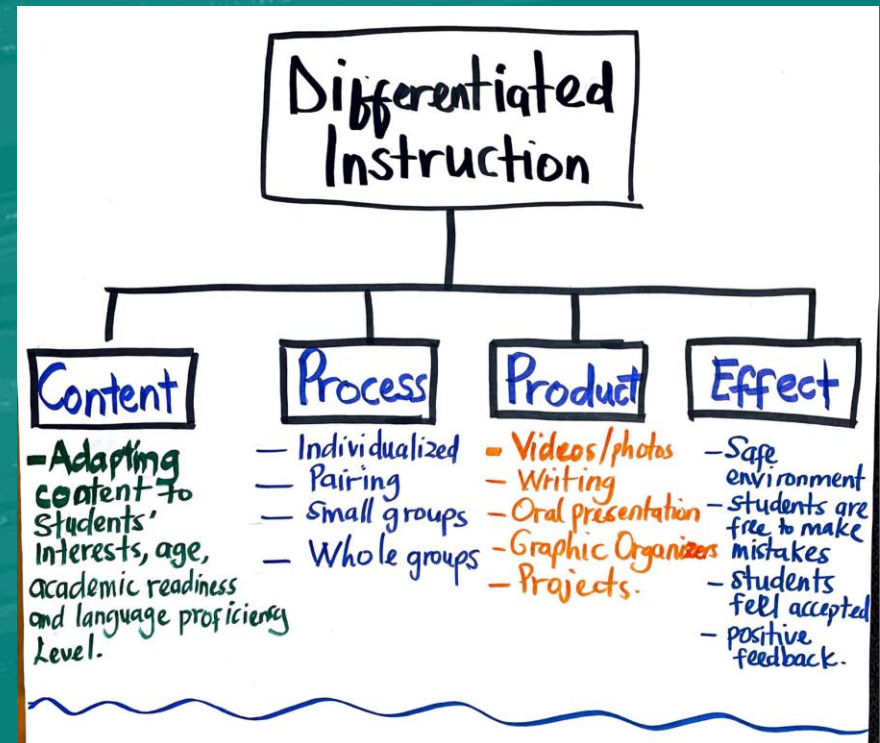 Differentiated
Instruction
Content
-Adapting
content to
Students'
Interests, age,
academic readiness
and language proficiency
Level.
Process
- Individualized
- Pairing
- Small groups
- Whole groups
Product
- Videos/photos
- Writing
- Oral presentation
- Graphic Organizers
- Projects.
Effect
- Safe
environment
- students are
free to make
mistakes
- students
feel accepted
- positive
feedback.